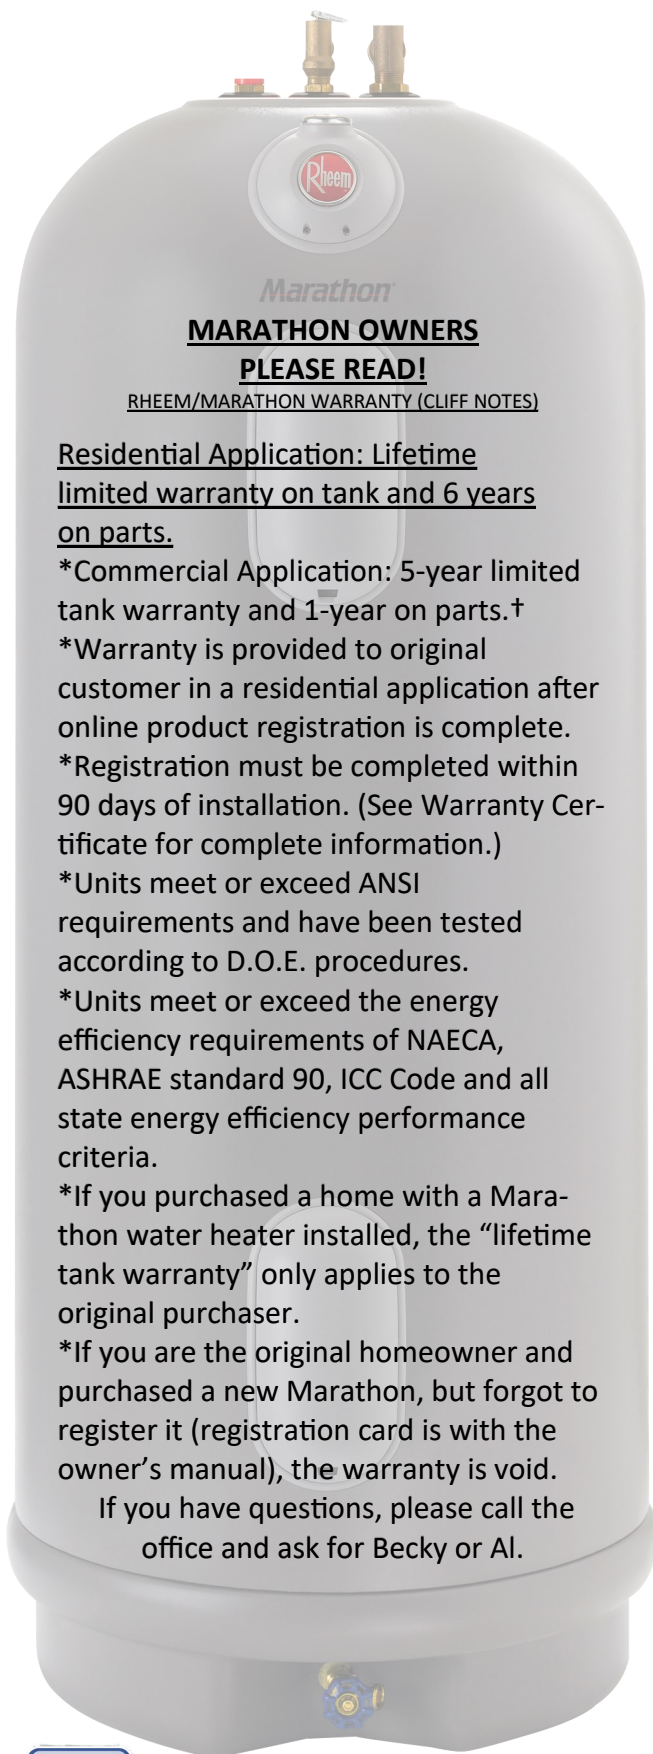 Rheem
Marathon
MARATHON OWNERS
PLEASE READ!
RHEEM/MARATHON WARRANTY (CLIFF NOTES)
Residential Application: Lifetime
limited warranty on tank and 6 years
on parts.
*Commercial Application: 5-year limited
tank warranty and 1-year on parts.†
*Warranty is provided to original
customer in a residential application after
online product registration is complete.
*Registration must be completed within
90 days of installation. (See Warranty Cer-
tificate for complete information.)
*Units meet or exceed ANSI
requirements and have been tested
according to D.O.E. procedures.
*Units meet or exceed the energy
efficiency requirements of NAECA,
ASHRAE standard 90, ICC Code and all
state energy efficiency performance
criteria.
*If you purchased a home with a Mara-
thon water heater installed, the “lifetime
tank warranty” only applies to the
original purchaser.
*If you are the original homeowner and
purchased a new Marathon, but forgot to
register it (registration card is with the
owner’s manual), the warranty is void.
If you have questions, please call the
office and ask for Becky or Al.